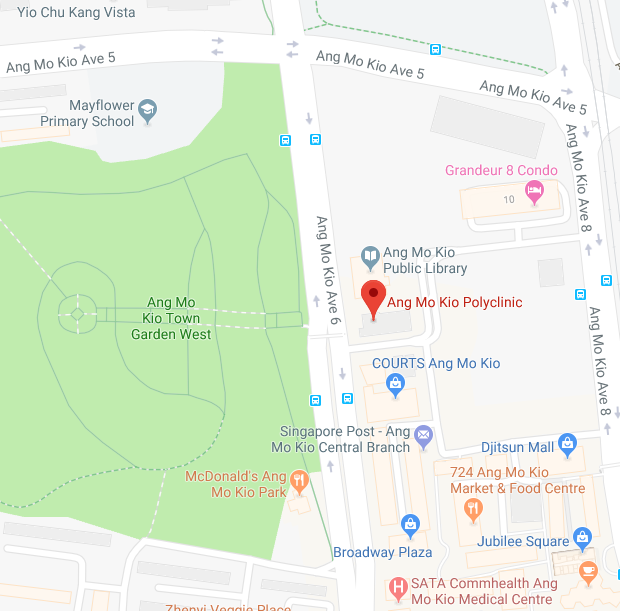 Yio Chu Kang Vista
Ang Mo Kio Ave 5
Ang Mo Kio Ave 5
Ang Mo Kio Ave 5
Mayflower
Primary School
Ang Mo Kio Ave 8
Grandeur 8 Condo
10
Ang Mo Kio Ave 6
Ang Mo Kio
Public Library
Ang Mo Kio Polyclinic
Ang Mo
Kio Town
Garden West
Ang Mo Kio Ave 8
COURTS Ang Mo Kio
Singapore Post - Ang
Mo Kio Central Branch
Djitsun Mall
McDonald's Ang
Mo Kio Park
724 Ang Mo Kio
Market & Food Centre
Broadway Plaza
Jubilee Square
SATA Commhealth Ang
Mo Kio Medical Centre
Zhenyi Veggie Place